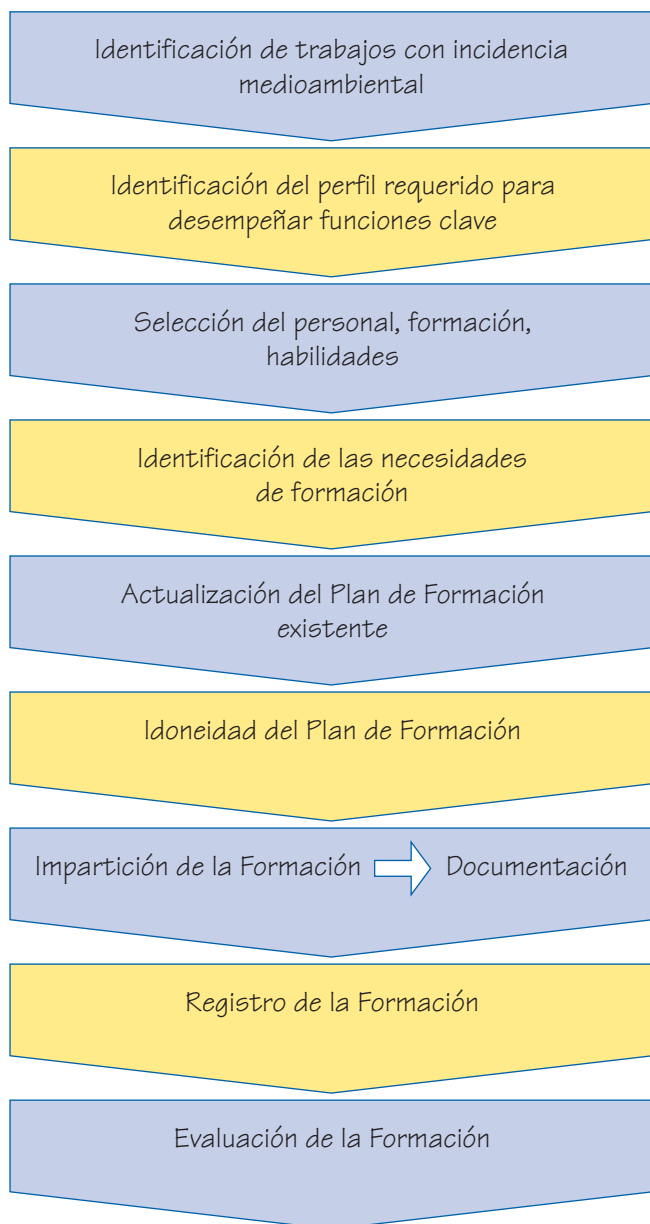 Identificación de trabajos con incidencia
medioambiental
Identificación del perfil requerido para
desempeñar funciones clave
Selección del personal, formación,
habilidades
Identificación de las necesidades
de formación
Actualización del Plan de Formación
existente
Idoneidad del Plan de Formación
Impartición de la Formación Documentación
Registro de la Formación
Evaluación de la Formación